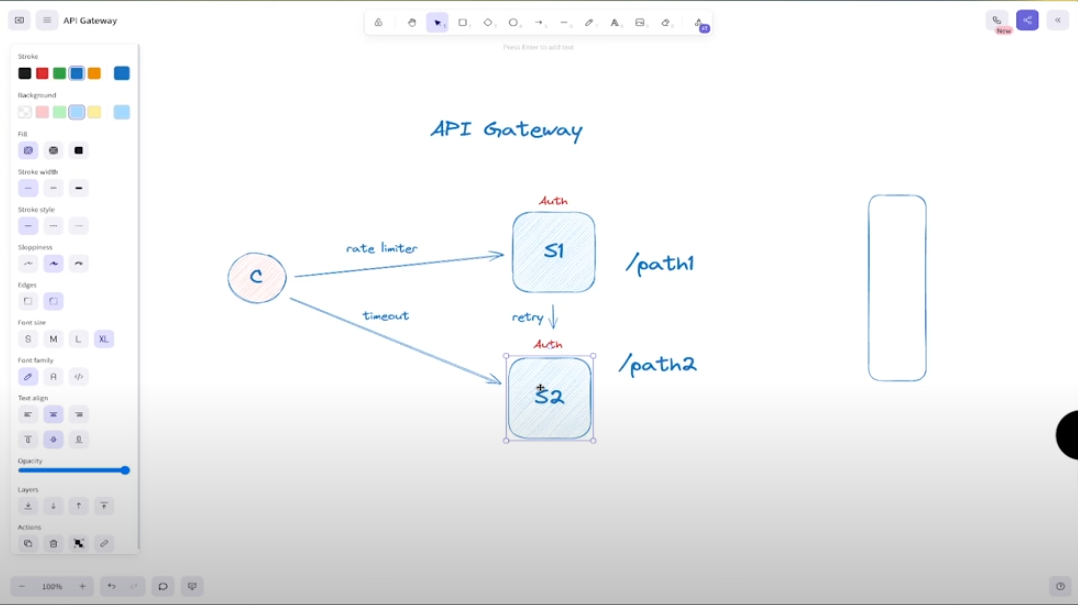 API Gateway
New
Press Enter to add text
Stroke
Background
Fill
Stroke width
Stroke style
Sloppiness
Edges
Font size
S M L XL
Font family
A </>
Text align
Opacity
Layers
Actions
API Gateway
Auth
S1
rate limiter
/path1
C
timeout
retry
Auth
/path2
S2
− 100% +